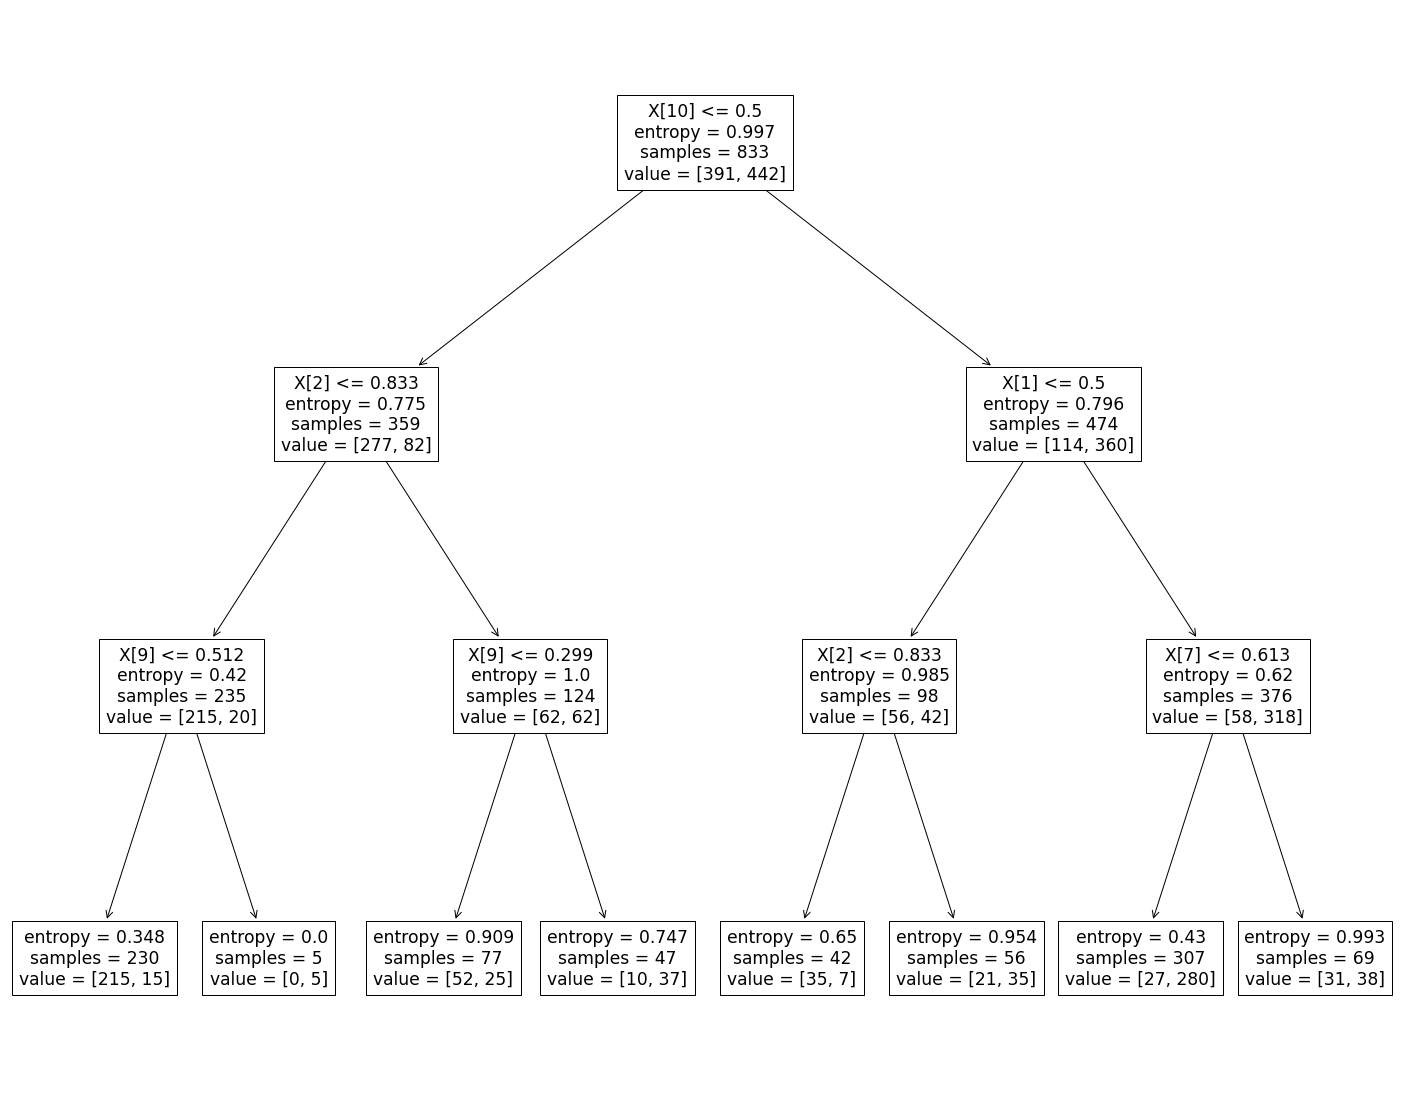 X[10] <= 0.5
entropy = 0.997
samples = 833
value = [391, 442]
X[2] <= 0.833
entropy = 0.775
samples = 359
value = [277, 82]
X[1] <= 0.5
entropy = 0.796
samples = 474
value = [114, 360]
X[9] <= 0.512
entropy = 0.42
samples = 235
value = [215, 20]
X[9] <= 0.299
entropy = 1.0
samples = 124
value = [62, 62]
X[2] <= 0.833
entropy = 0.985
samples = 98
value = [56, 42]
X[7] <= 0.613
entropy = 0.62
samples = 376
value = [58, 318]
entropy = 0.348
samples = 230
value = [215, 15]
entropy = 0.0
samples = 5
value = [0, 5]
entropy = 0.909
samples = 77
value = [52, 25]
entropy = 0.747
samples = 47
value = [10, 37]
entropy = 0.65
samples = 42
value = [35, 7]
entropy = 0.954
samples = 56
value = [21, 35]
entropy = 0.43
samples = 307
value = [27, 280]
entropy = 0.993
samples = 69
value = [31, 38]